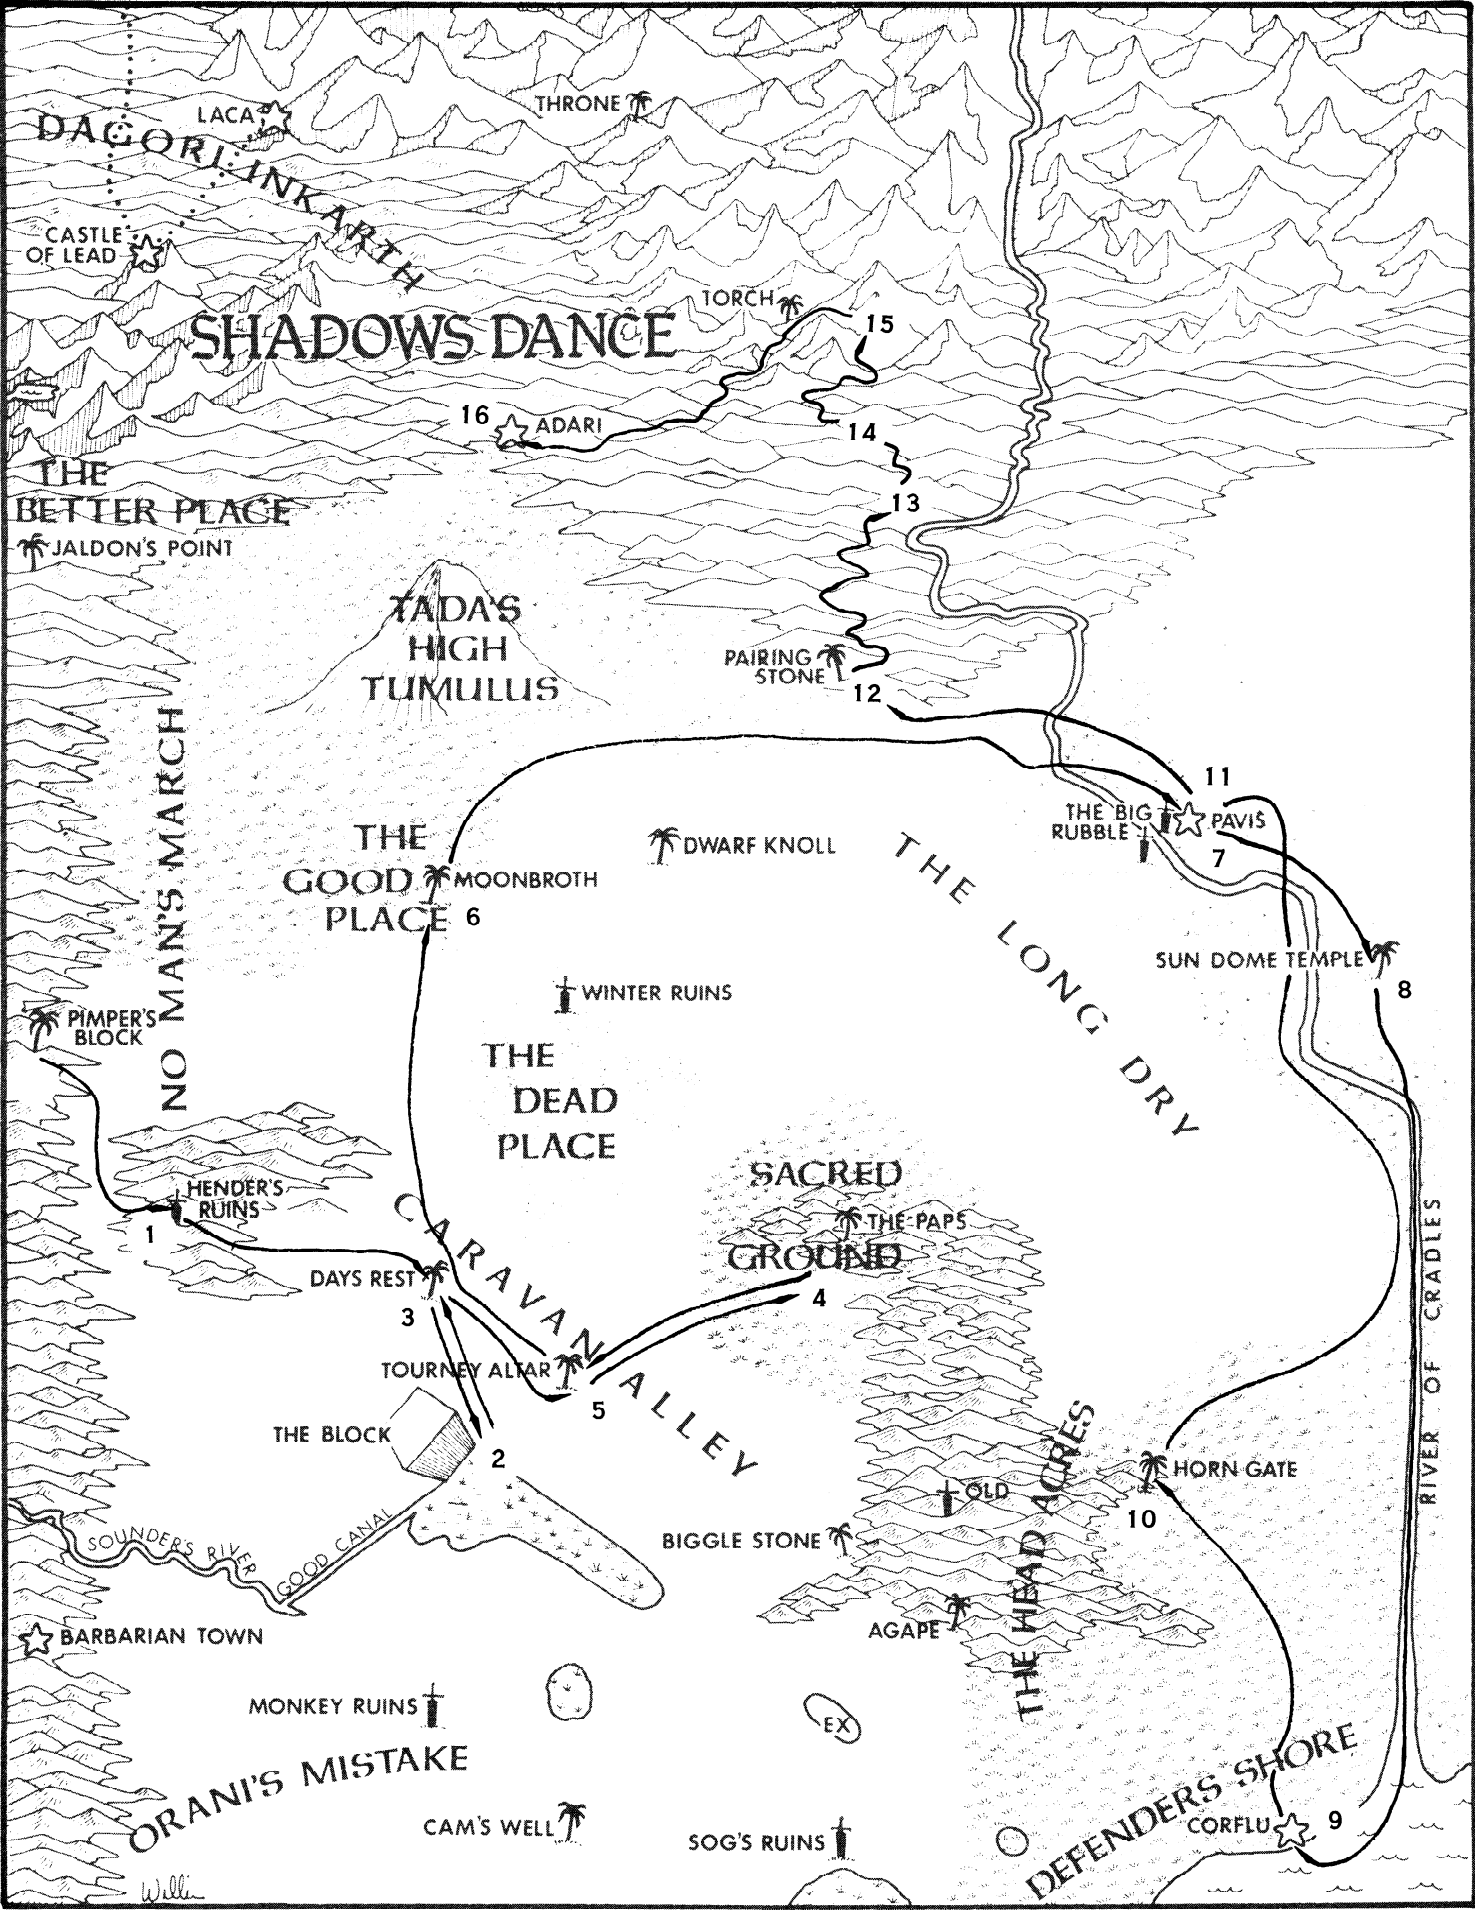 LACA
THRONE
DAGORI INKARTH
CASTLE
OF LEAD
TORCH
SHADOWS DANCE
15
16
ADARI
14
THE
BETTER PLACE
13
JALDON'S POINT
TADA'S
HIGH
TUMULUS
PAIRING
STONE
12
NO MAN'S MARCH
11
THE BIG
RUBBLE
PAVIS
7
THE
GOOD
PLACE
MOONBROTH
6
DWARF KNOLL
THE LONG DRY
SUN DOME TEMPLE
8
WINTER RUINS
PIMPER'S
BLOCK
THE
DEAD
PLACE
SACRED
GROUND
THE PAPS
HENDER'S
RUINS
1
CARAVAN ALLEY
DAYS REST
3
4
TOURNEY ALTAR
5
RIVER OF CRADLES
THE BLOCK
2
HORN GATE
10
OLD
THE HEAD ACRES
SOUNDER'S RIVER
GOOD CANAL
BIGGLE STONE
AGAPE
BARBARIAN TOWN
MONKEY RUINS
EX
ORANI'S MISTAKE
DEFENDERS SHORE
CAM'S WELL
SOG'S RUINS
CORFLU
9